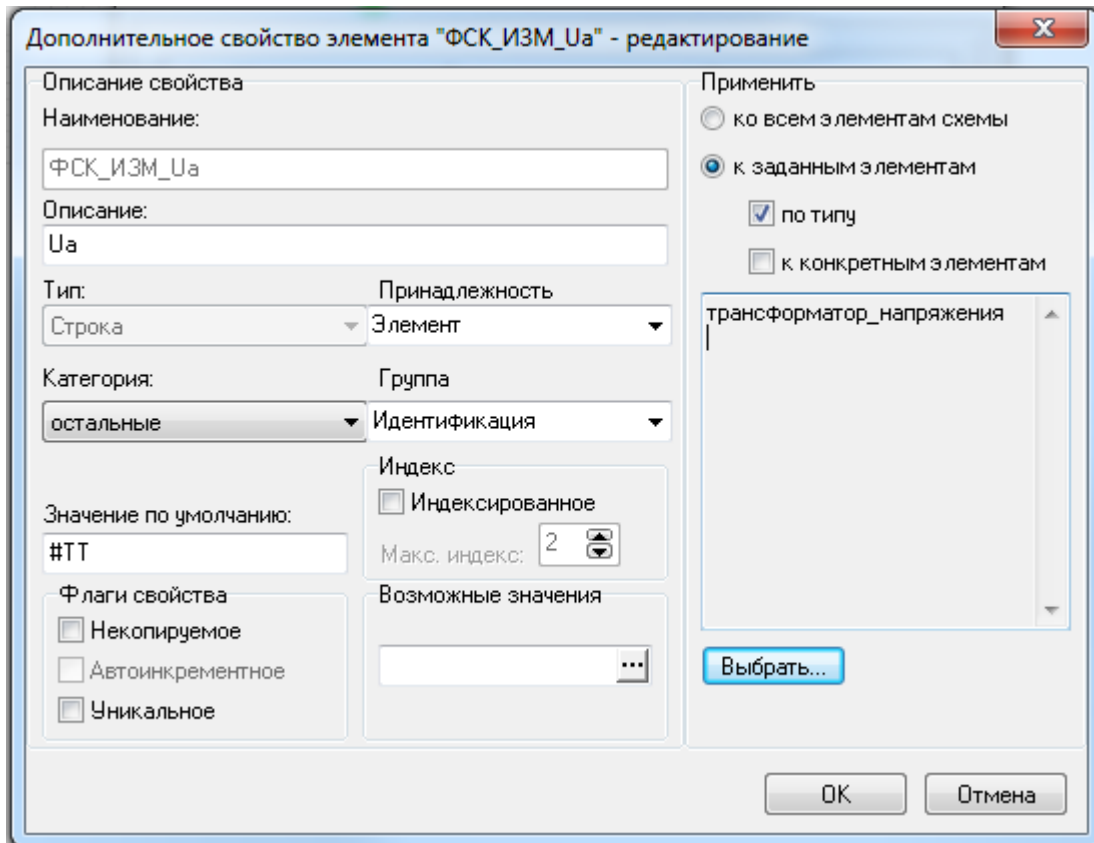 Дополнительное свойство элемента "ФСК_ИЗМ_Ua" - редактирование
Описание свойства
Наименование:
ФСК_ИЗМ_Ua
Описание:
Ua
Тип:
Принадлежность
Строка
Элемент
Категория:
Группа
остальные
Идентификация
Индекс
Индексированное
Значение по умолчанию:
#ТТ
Макс. индекс:
2
Флаги свойства
Некопируемое
Автоинкрементное
Уникальное
Возможные значения
...
Применить
ко всем элементам схемы
к заданным элементам
по типу
к конкретным элементам
трансформатор_напряжения
Выбрать...
OK
Отмена